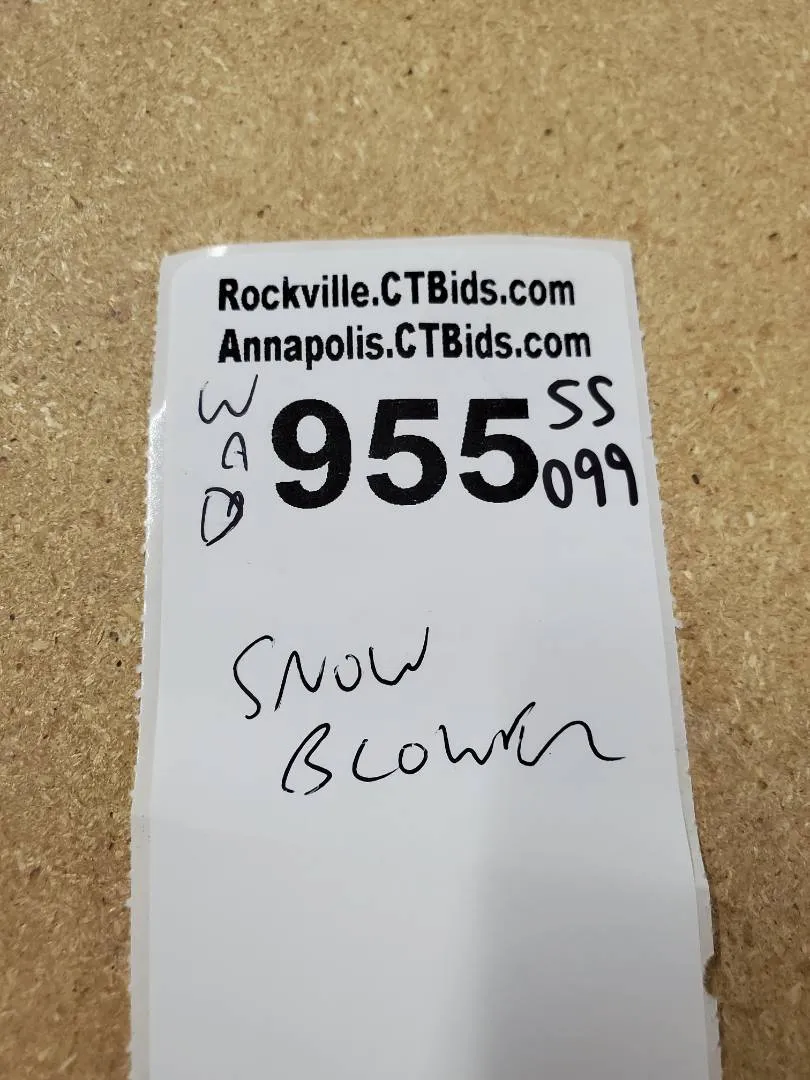 Rockville.CTBids.com
Annapolis.CTBids.com
W
A
D
955
SS
099
SNOW
BLOWER